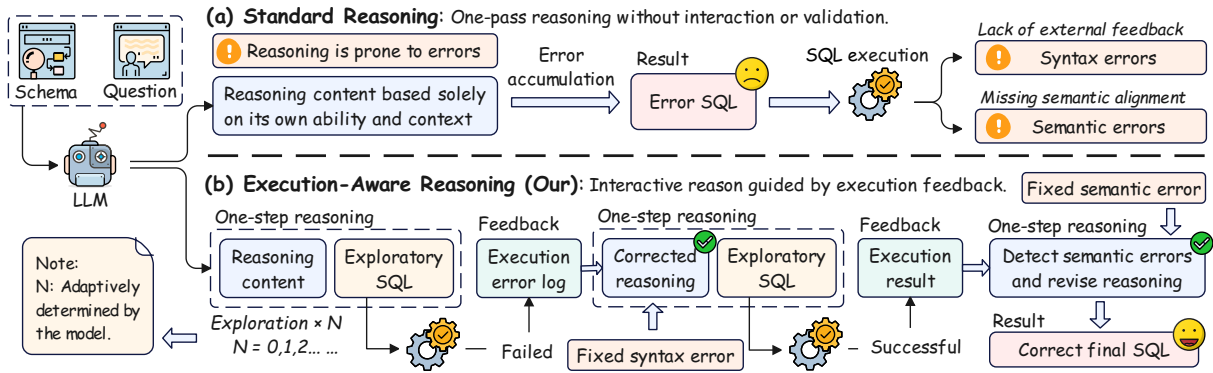 Schema
Question
LLM
(a) Standard Reasoning: One-pass reasoning without interaction or validation.
Reasoning is prone to errors
Reasoning content based solely
on its own ability and context
Error
accumulation
Result
Error SQL
SQL execution
Lack of external feedback
Syntax errors
Missing semantic alignment
Semantic errors
(b) Execution-Aware Reasoning (Our): Interactive reason guided by execution feedback.
Fixed semantic error
One-step reasoning
Reasoning
content
Exploratory
SQL
Exploration × N
N = 0,1,2... ...
Note:
N: Adaptively
determined by
the model.
Feedback
Execution
error log
Failed
One-step reasoning
Corrected
reasoning
Exploratory
SQL
Fixed syntax error
Feedback
Execution
result
Successful
One-step reasoning
Detect semantic errors
and revise reasoning
Result
Correct final SQL